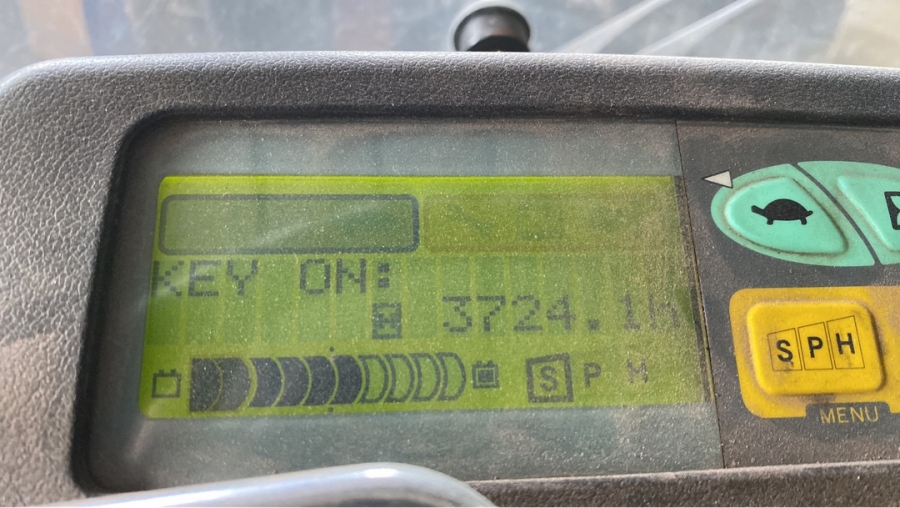 KEY ON:
3724.1h
S P H
SPH
MENU